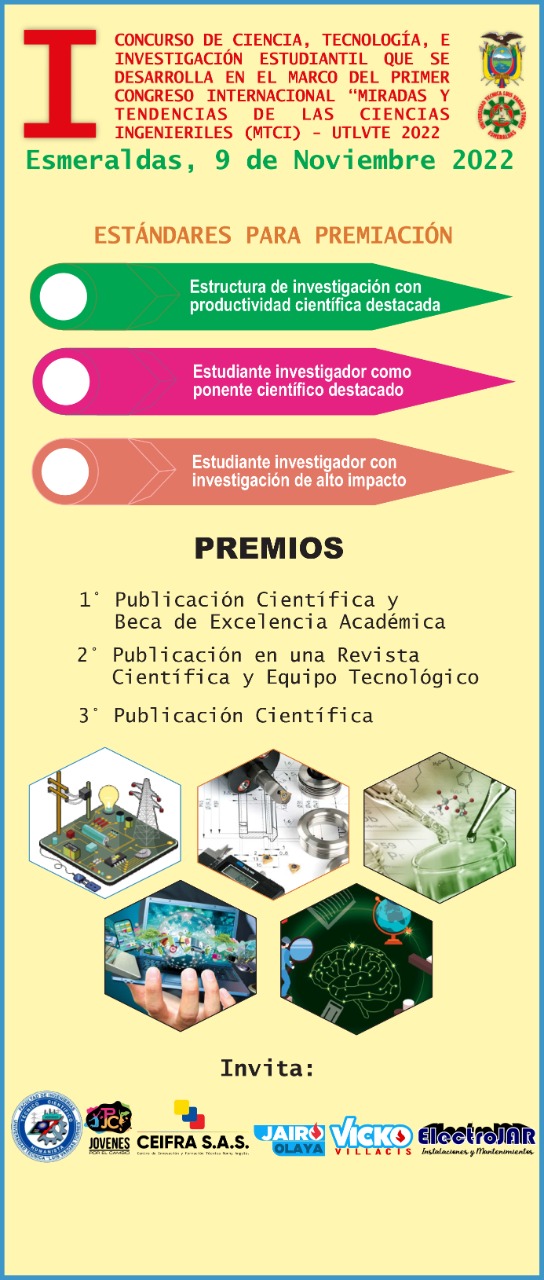 I
CONCURSO DE CIENCIA, TECNOLOGÍA, E
INVESTIGACIÓN ESTUDIANTIL QUE SE
DESARROLLA EN EL MARCO DEL PRIMER
CONGRESO INTERNACIONAL “MIRADAS Y
TENDENCIAS DE LAS CIENCIAS
INGENIERILES (MTCI) - UTLVTE 2022
Esmeraldas, 9 de Noviembre 2022
ESTÁNDARES PARA PREMIACIÓN
Estructura de investigación con
productividad científica destacada
Estudiante investigador como
ponente científico destacado
Estudiante investigador con
investigación de alto impacto
PREMIOS
1° Publicación Científica y
Beca de Excelencia Académica
2° Publicación en una Revista
Científica y Equipo Tecnológico
3° Publicación Científica
Invita:
JPCF
JOVENES
POR EL CAMBIO
CEIFRA S.A.S.
JAIRO
OLAYA
VICKO
VILLACIS
ElectroJAR
Instalaciones y Mantenimientos